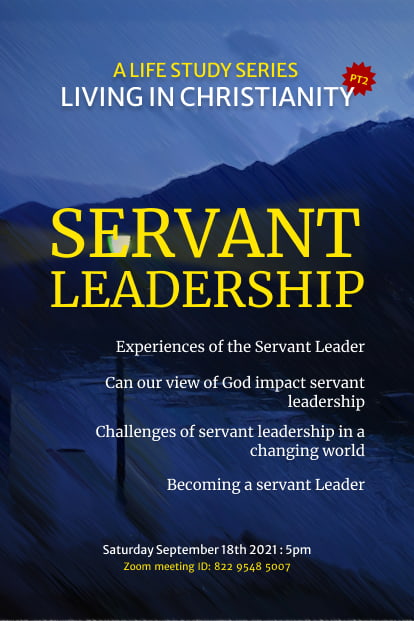 A LIFE STUDY SERIES
LIVING IN CHRISTIANITY
PT2
SERVANT
LEADERSHIP
Experiences of the Servant Leader
Can our view of God impact servant
leadership
Challenges of servant leadership in a
changing world
Becoming a servant Leader
Saturday September 18th 2021 : 5pm
Zoom meeting ID: 822 9548 5007